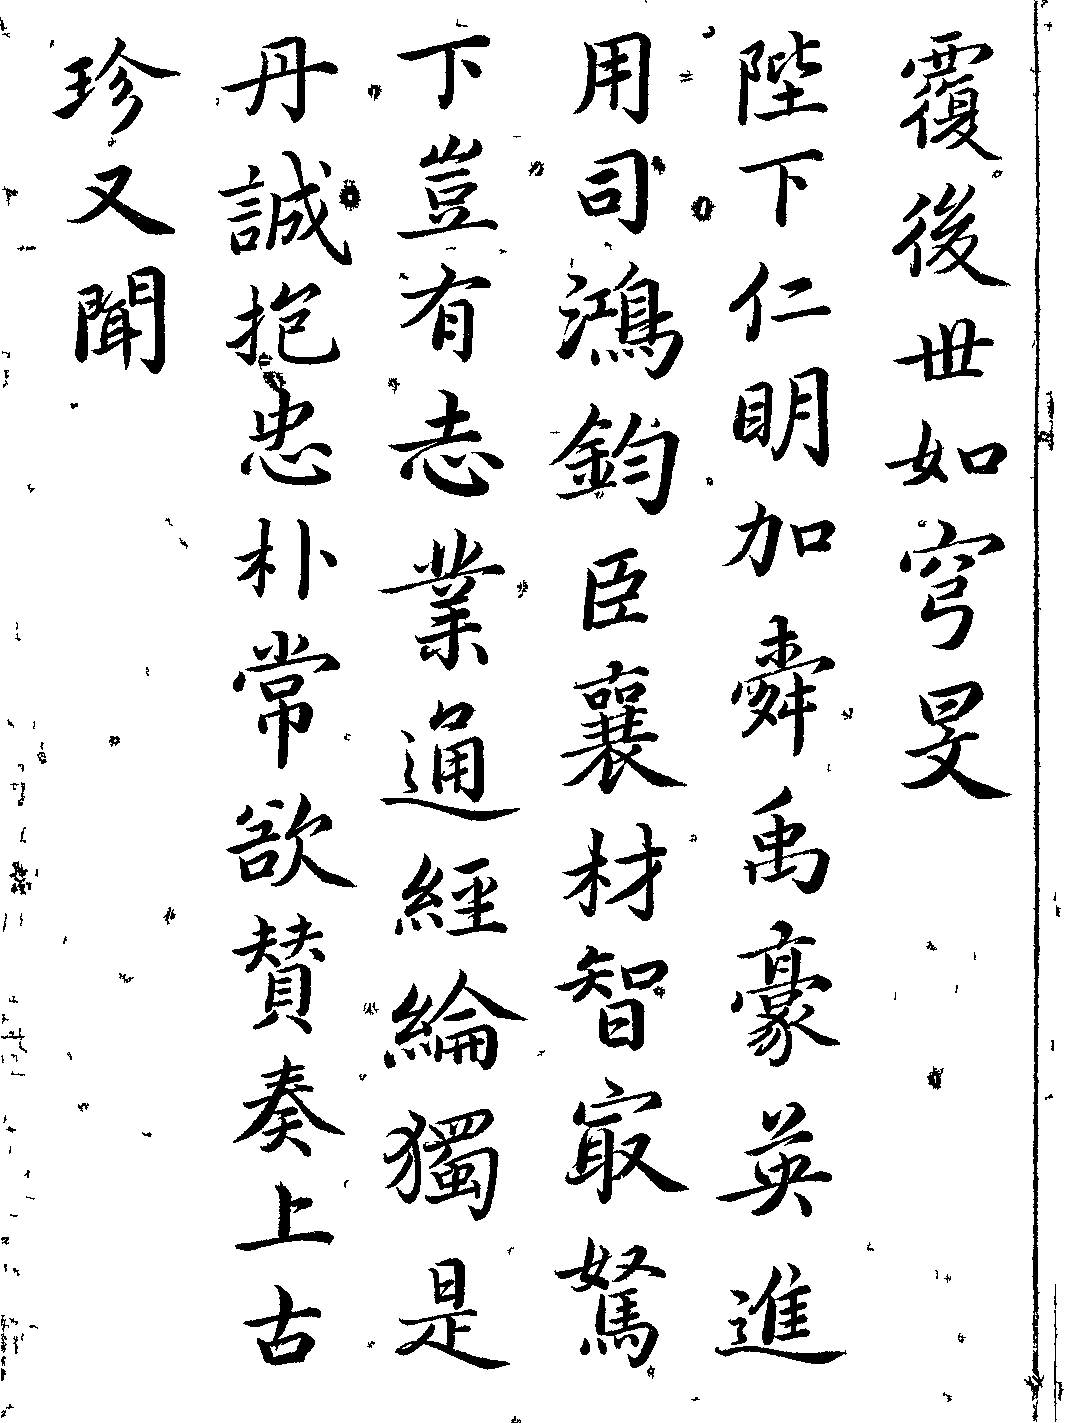 覆後世如穹旻
陛下仁明加舜禹豪英進
用司鴻鈞臣襄材智㝡駑
下豈有志業通經綸獨是
丹誠抱忠朴常欲贊奏上古
珍又聞